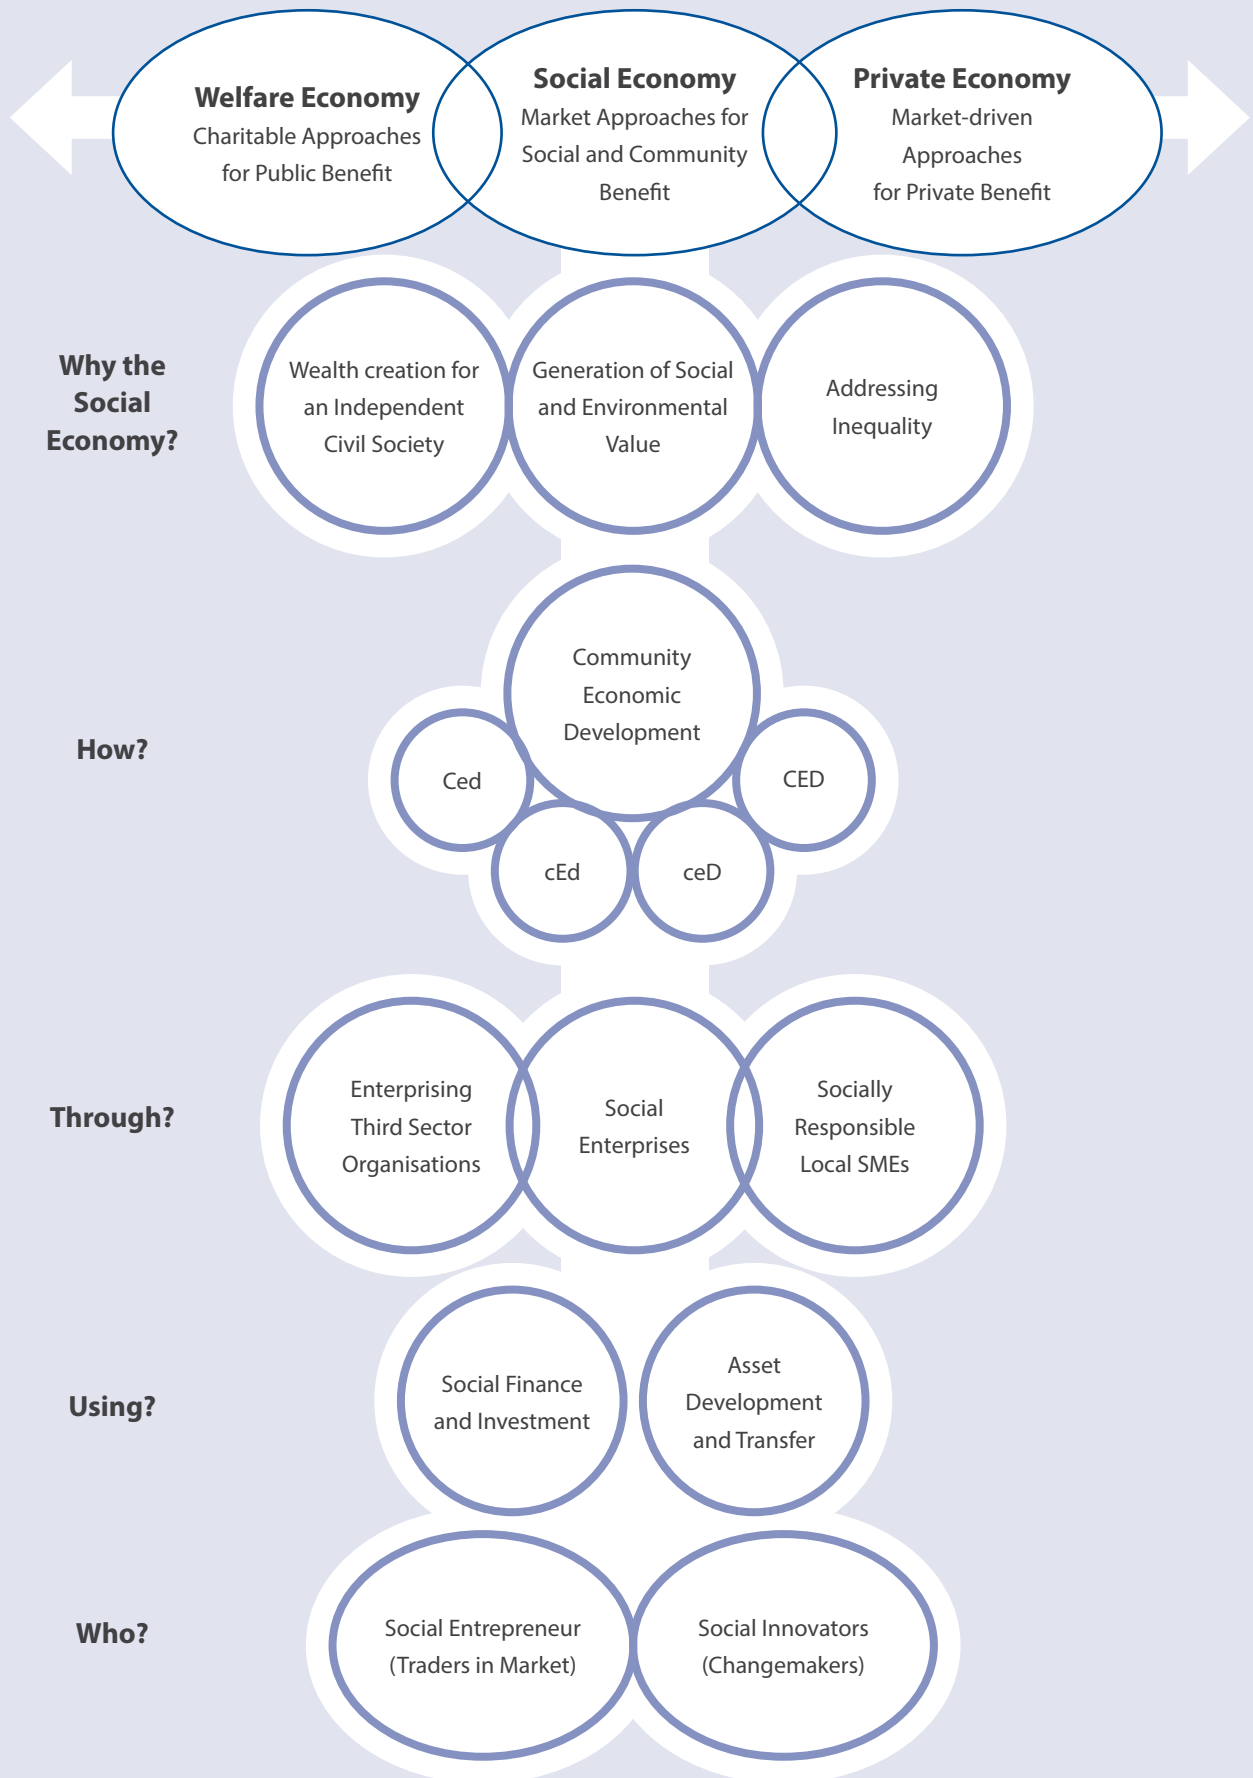 Welfare Economy
Charitable Approaches
for Public Benefit
Social Economy
Market Approaches for
Social and Community
Benefit
Private Economy
Market-driven
Approaches
for Private Benefit
Why the
Social
Economy?
Wealth creation for
an Independent
Civil Society
Generation of Social
and Environmental
Value
Addressing
Inequality
How?
Community
Economic
Development
Ced
cEd
ceD
CED
Through?
Enterprising
Third Sector
Organisations
Social
Enterprises
Socially
Responsible
Local SMEs
Using?
Social Finance
and Investment
Asset
Development
and Transfer
Who?
Social Entrepreneur
(Traders in Market)
Social Innovators
(Changemakers)